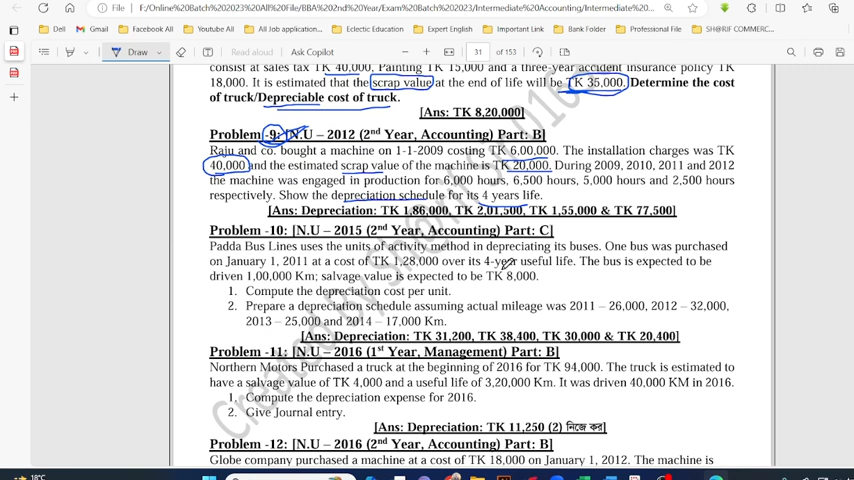 F:/Online%20Batch%202023/All%20File/BBA%202nd%20Year/Exam%20Batch%202023/Intermediate%20Accounting/Intermediate%20...
File
Dell Gmail Facebook All Youtube All All Job application... Eclectic Education Exam Important Link Bank Other Batch Professional File SH@RIF COMMERC...
Draw Read aloud Ask Copilot 31 of 153
consist at sales tax TK 40,000, Painting TK 15,000 and a three-year accident insurance policy TK
18,000. It is estimated that the scrap value at the end of life will be TK 35,000. Determine the cost
of truck/Depreciable cost of truck.
[Ans: TK 8,20,000]
Problem -9: [N.U – 2012 (2nd Year, Accounting) Part: B]
Raju and co. bought a machine on 1-1-2009 costing TK 6,00,000. The installation charges was TK
40,000 and the estimated scrap value of the machine is TK 20,000. During 2009, 2010, 2011 and 2012
the machine was engaged in production for 6,000 hours, 6,500 hours, 5,000 hours and 2,500 hours
respectively. Show the depreciation schedule for its 4 years life.
[Ans: Depreciation: TK 1,86,000, TK 2,01,500, TK 1,55,000 & TK 77,500]
Problem -10: [N.U – 2015 (2nd Year, Accounting) Part: C]
Padda Bus Lines uses the units of activity method in depreciating its buses. One bus was purchased
on January 1, 2011 at a cost of TK 1,28,000 over its 4-year useful life. The bus is expected to be
driven 1,00,000 Km; salvage value is expected to be TK 8,000.
1. Compute the depreciation cost per unit.
2. Prepare a depreciation schedule assuming actual mileage was 2011 – 26,000, 2012 – 32,000,
2013 – 25,000 and 2014 – 17,000 Km.
[Ans: Depreciation: TK 31,200, TK 38,400, TK 30,000 & TK 20,400]
Problem -11: [N.U – 2016 (1st Year, Management) Part: B]
Northern Motors Purchased a truck at the beginning of 2016 for TK 94,000. The truck is estimated to
have a salvage value of TK 4,000 and a useful life of 3,20,000 Km. It was driven 40,000 KM in 2016.
1. Compute the depreciation expense for 2016.
2. Give Journal entry.
[Ans: Depreciation: TK 11,250 (2) নিজে কর]
Problem -12: [N.U – 2016 (2nd Year, Accounting) Part: B]
Globe company purchased a machine at a cost of TK 18,000 on January 1, 2012. The machine is
Created By Sh@rif Sir 016
18°C